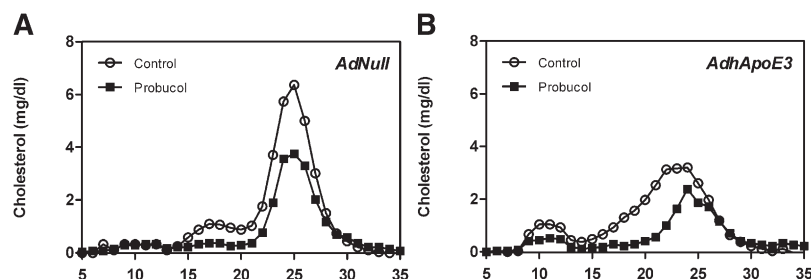 A
8
6
4
2
0
Cholesterol (mg/dl)
Control
Probucol
AdNull
5 10 15 20 25 30 35
B
8
6
4
2
0
Cholesterol (mg/dl)
Control
Probucol
AdhApoE3
5 10 15 20 25 30 35